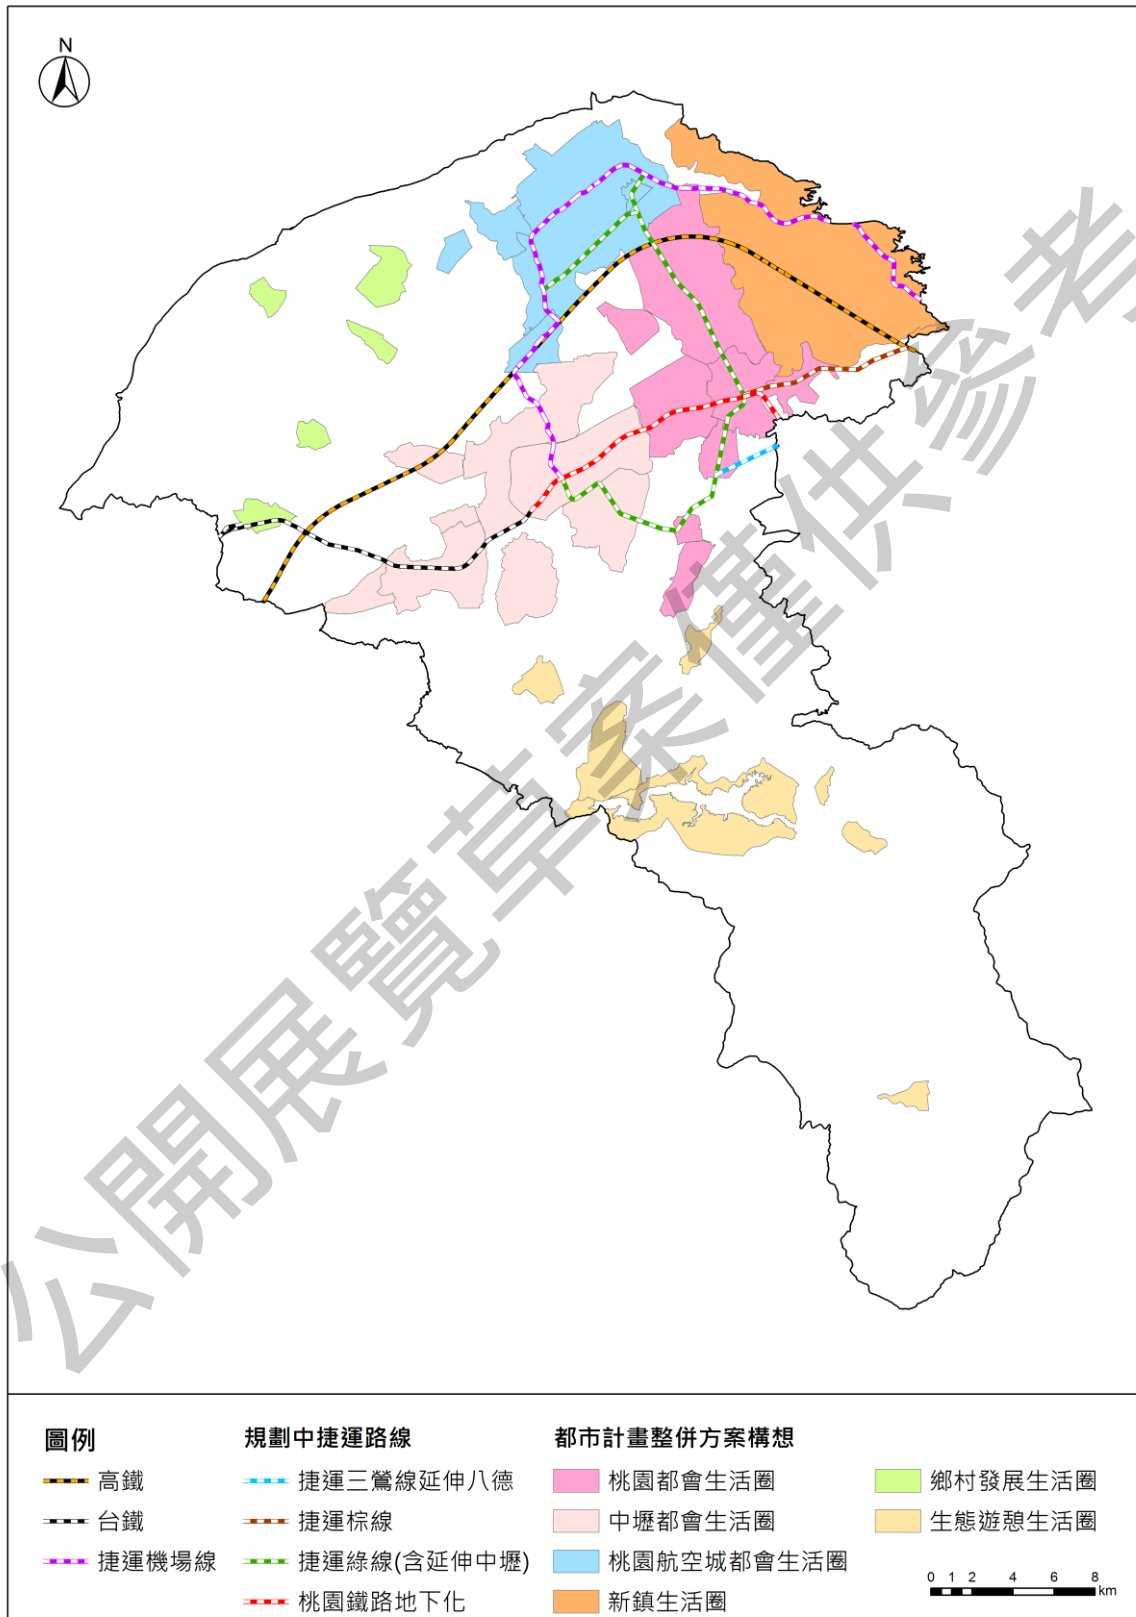 N
公開展覽草案僅供參考
圖例
高鐵
台鐵
捷運機場線
規劃中捷運路線
捷運三鶯線延伸八德
捷運棕線
捷運綠線(含延伸中壢)
桃園鐵路地下化
都市計畫整併方案構想
桃園都會生活圈
中壢都會生活圈
桃園航空城都會生活圈
新鎮生活圈
鄉村發展生活圈
生態遊憩生活圈
0 1 2 4 6 8
km